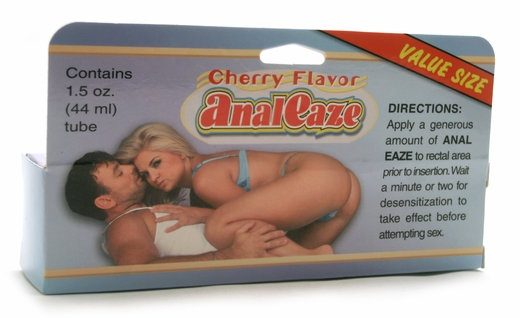 Contains
1.5 oz.
(44 ml)
tube
Cherry Flavor
AnalEaze
VALUE SIZE
DIRECTIONS:
Apply a generous
amount of ANAL
EAZE to rectal area
prior to insertion. Wait
a minute or two for
desensitization to
take effect before
attempting sex.